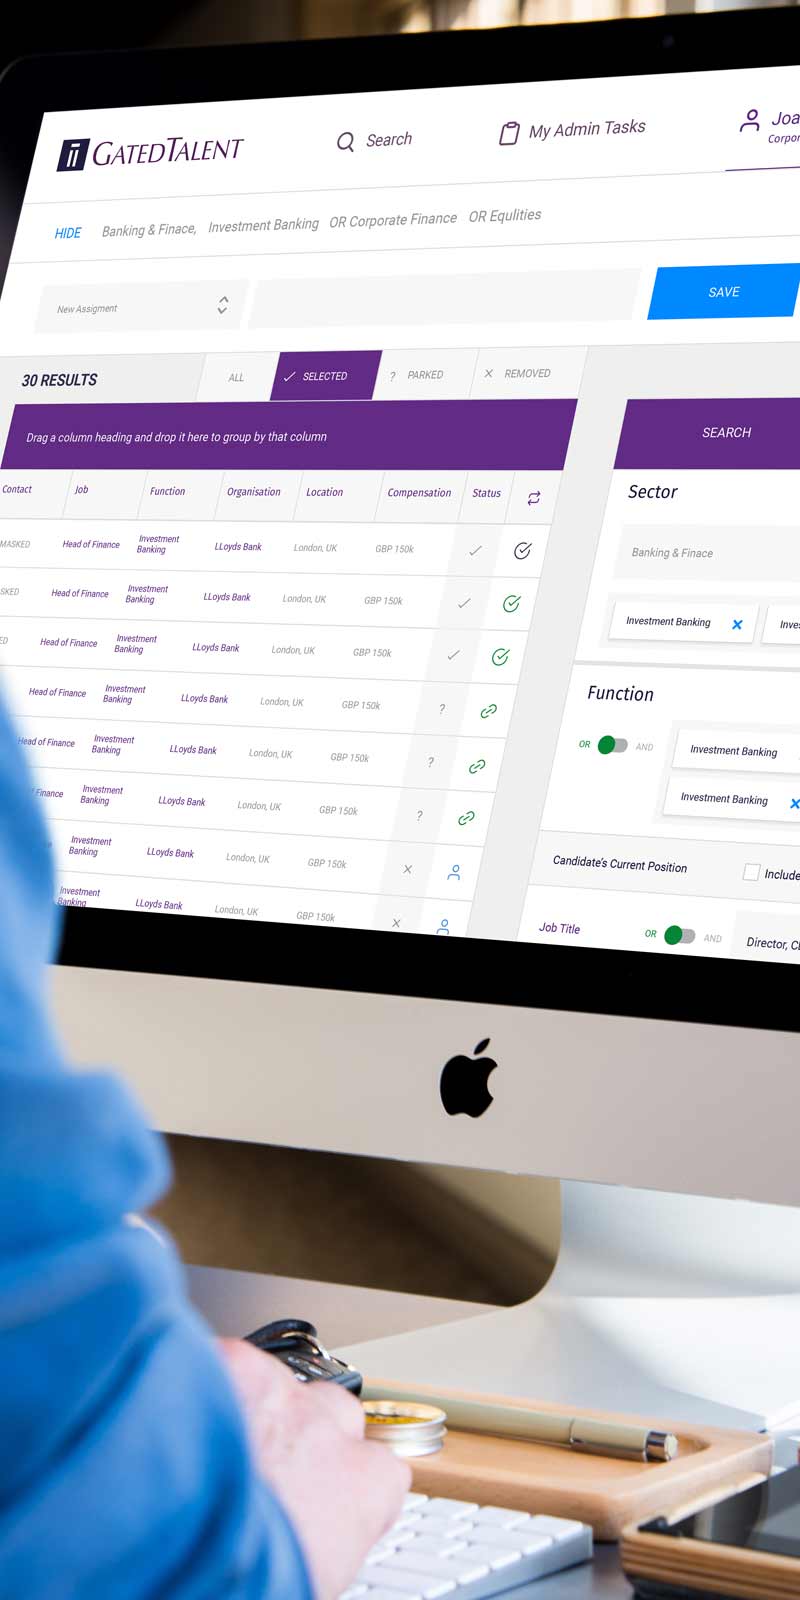 GATEDTALENT
Search
My Admin Tasks
HIDE Banking & Finace, Investment Banking OR Corporate Finance OR Equlities
New Assigment
SAVE
30 RESULTS
ALL
SELECTED
? PARKED
REMOVED
Drag a column heading and drop it here to group by that column
Contact Job Function Organisation Location Compensation Status
MASKED Head of Finance Investment Banking LLoyds Bank London, UK GBP 150k
SKED Head of Finance Investment Banking LLoyds Bank London, UK GBP 150k
ED Head of Finance Investment Banking LLoyds Bank London, UK GBP 150k
Head of Finance Investment Banking LLoyds Bank London, UK GBP 150k ?
Head of Finance Investment Banking LLoyds Bank London, UK GBP 150k ?
f Finance Investment Banking LLoyds Bank London, UK GBP 150k ?
Investment Banking LLoyds Bank London, UK GBP 150k
Investment Banking LLoyds Bank London, UK GBP 150k
Joa
Corpor
SEARCH
Sector
Banking & Finace
Investment Banking
Inves
Function
OR AND
Investment Banking
Investment Banking
Candidate's Current Position
Include
Job Title
OR AND
Director, CE